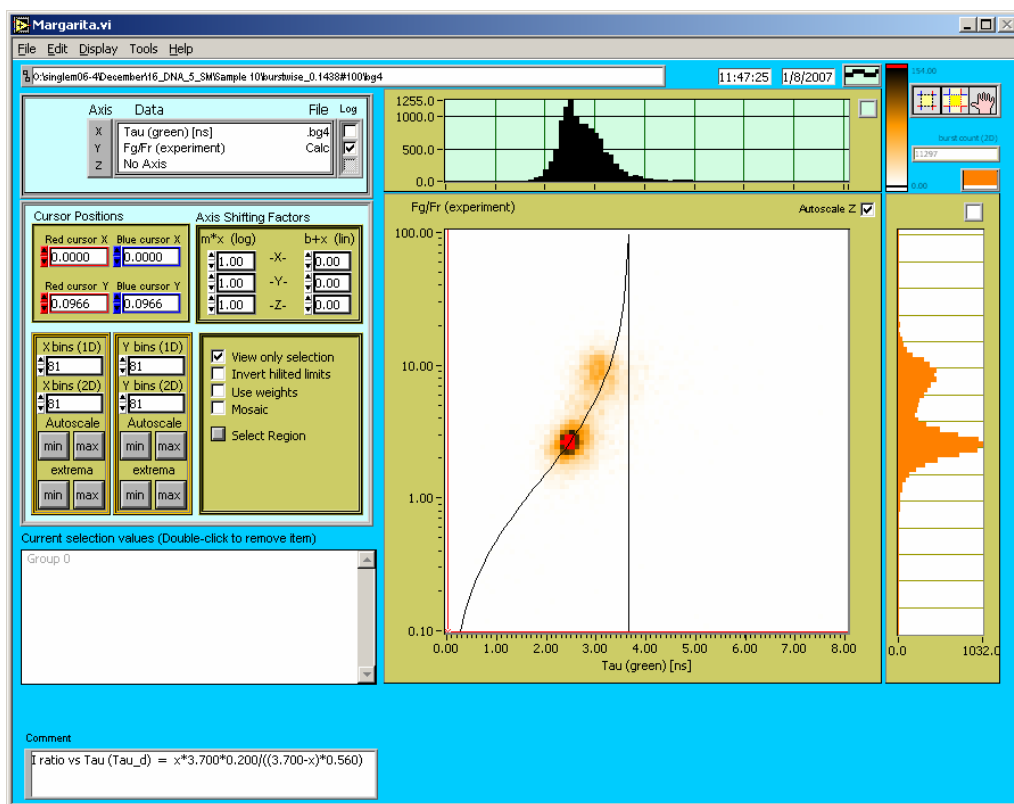 Margarita.vi
File Edit Display Tools Help
O:\singlem06-4\December\16_DNA_5_SM\Sample 10\burstwise_0.1438#100\bg4
11:47:25 1/8/2007
Axis Data File Log
X Tau (green) [ns] .bg4
Y Fg/Fr (experiment) Calc
Z No Axis
1255.0
1000.0
500.0
0.0
154.00
0.00
burst count (2D)
11297
Cursor Positions
Red cursor X Blue cursor X
0.0000 0.0000
Red cursor Y Blue cursor Y
0.0966 0.0966
Axis Shifting Factors
m*x (log) b+x (lin)
1.00 -X- 0.00
1.00 -Y- 0.00
1.00 -Z- 0.00
X bins (1D) Y bins (1D)
81 81
X bins (2D) Y bins (2D)
81 81
Autoscale Autoscale
min max min max
extrema extrema
min max min max
View only selection
Invert hilited limits
Use weights
Mosaic
Select Region
Fg/Fr (experiment) Autoscale Z
100.00
10.00
1.00
0.10
0.00 1.00 2.00 3.00 4.00 5.00 6.00 7.00 8.00
Tau (green) [ns]
0.0 1032.0
Current selection values (Double-click to remove item)
Group 0
Comment
I ratio vs Tau (Tau_d) = x*3.700*0.200/((3.700-x)*0.560)